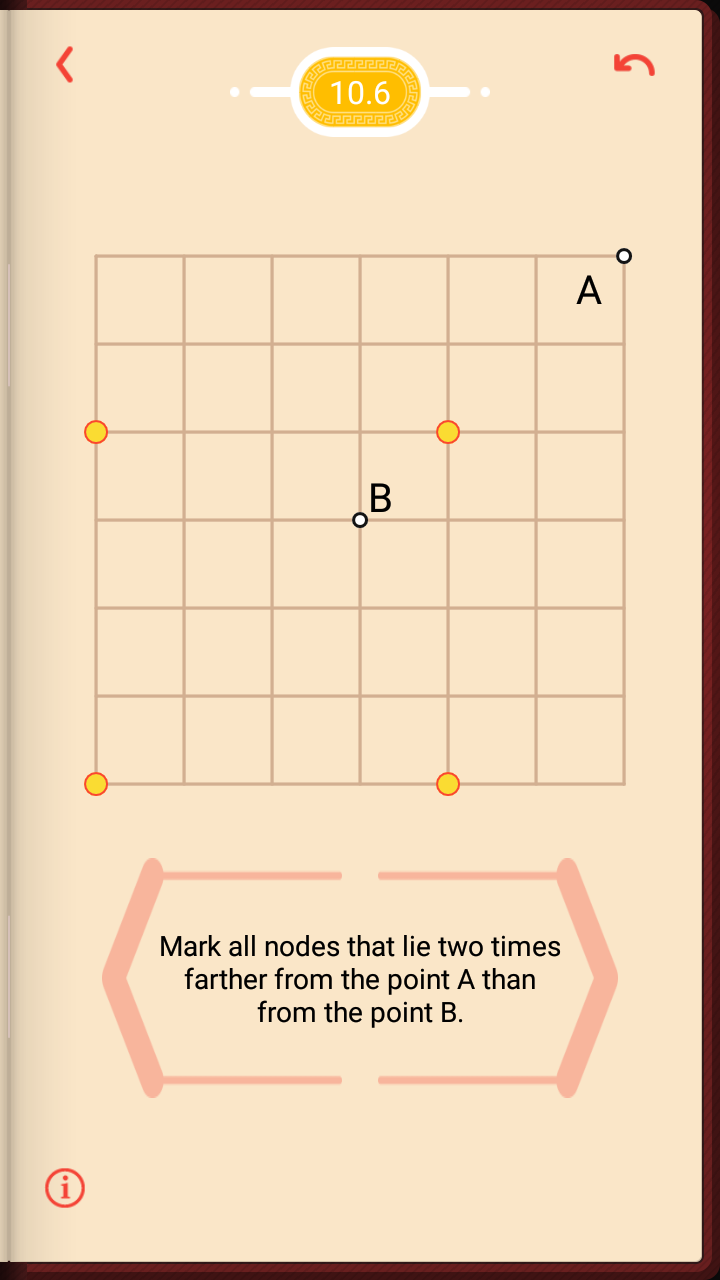 10.6
A
B
Mark all nodes that lie two times
farther from the point A than
from the point B.
i